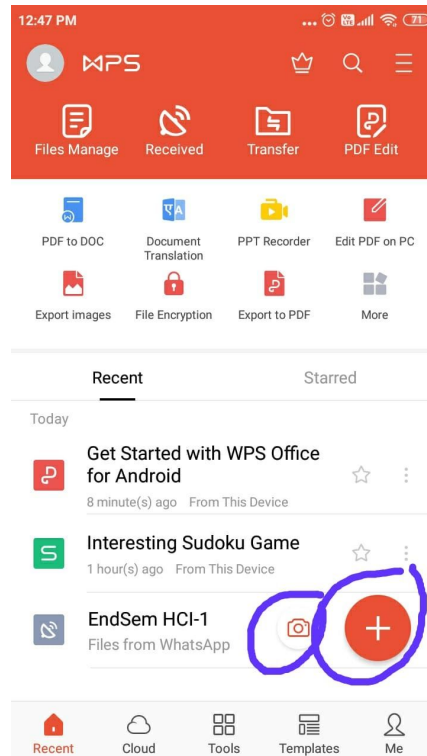 12:47 PM ... 71
WPS
Files Manage Received Transfer PDF Edit
PDF to DOC Document Translation PPT Recorder Edit PDF on PC
Export images File Encryption Export to PDF More
Recent Starred
Today
Get Started with WPS Office
for Android
8 minute(s) ago From This Device
Interesting Sudoku Game
1 hour(s) ago From This Device
EndSem HCI-1
Files from WhatsApp
Recent Cloud Tools Templates Me